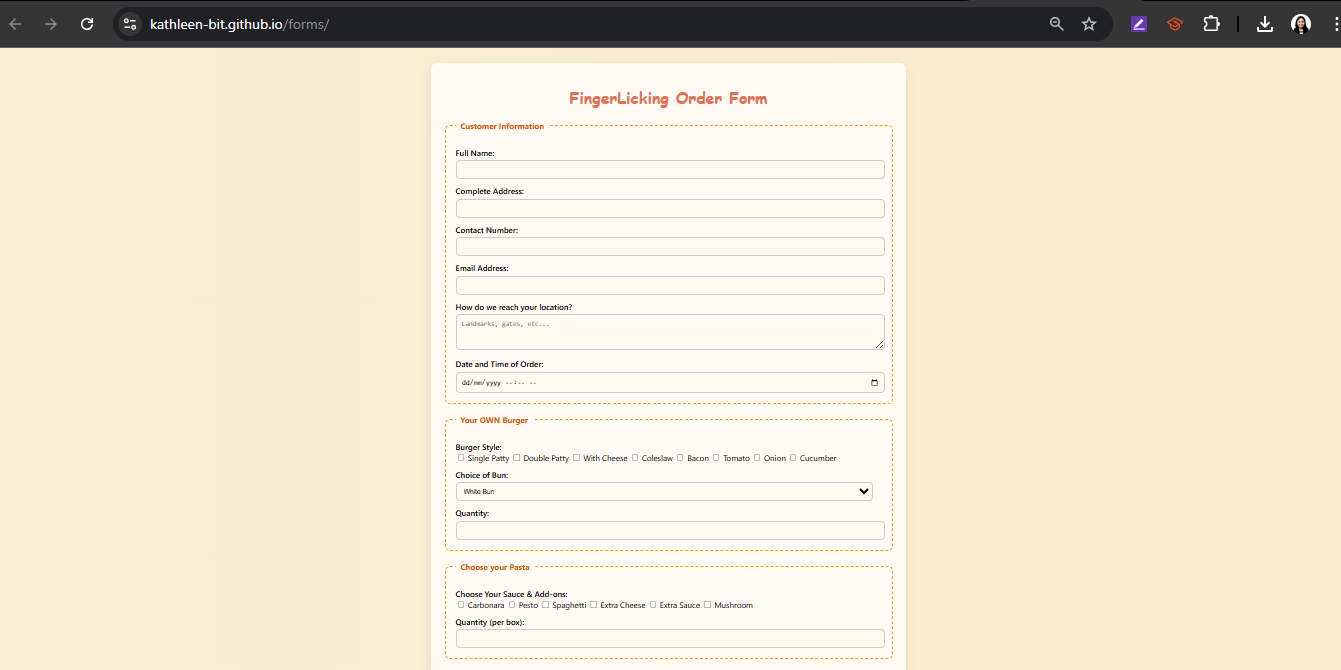 kathleen-bit.github.io/forms/
FingerLicking Order Form
Customer Information
Full Name:
Complete Address:
Contact Number:
Email Address:
How do we reach your location?
Landmarks, gates, etc...
Date and Time of Order:
dd/mm/yyyy --:-- --
Your OWN Burger
Burger Style:
Single Patty Double Patty With Cheese Coleslaw Bacon Tomato Onion Cucumber
Choice of Bun:
White Bun
Quantity:
Choose your Pasta
Choose Your Sauce & Add-ons:
Carbonara Pesto Spaghetti Extra Cheese Extra Sauce Mushroom
Quantity (per box):